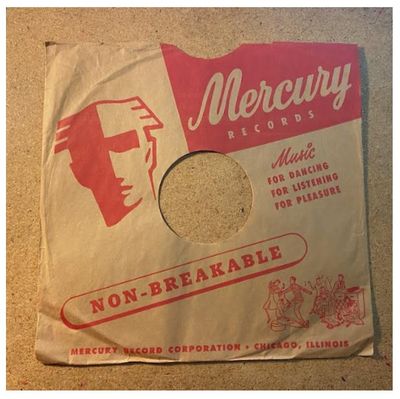 Mercury
RECORDS
Music
FOR DANCING
FOR LISTENING
FOR PLEASURE
NON-BREAKABLE
MERCURY RECORD CORPORATION • CHICAGO, ILLINOIS